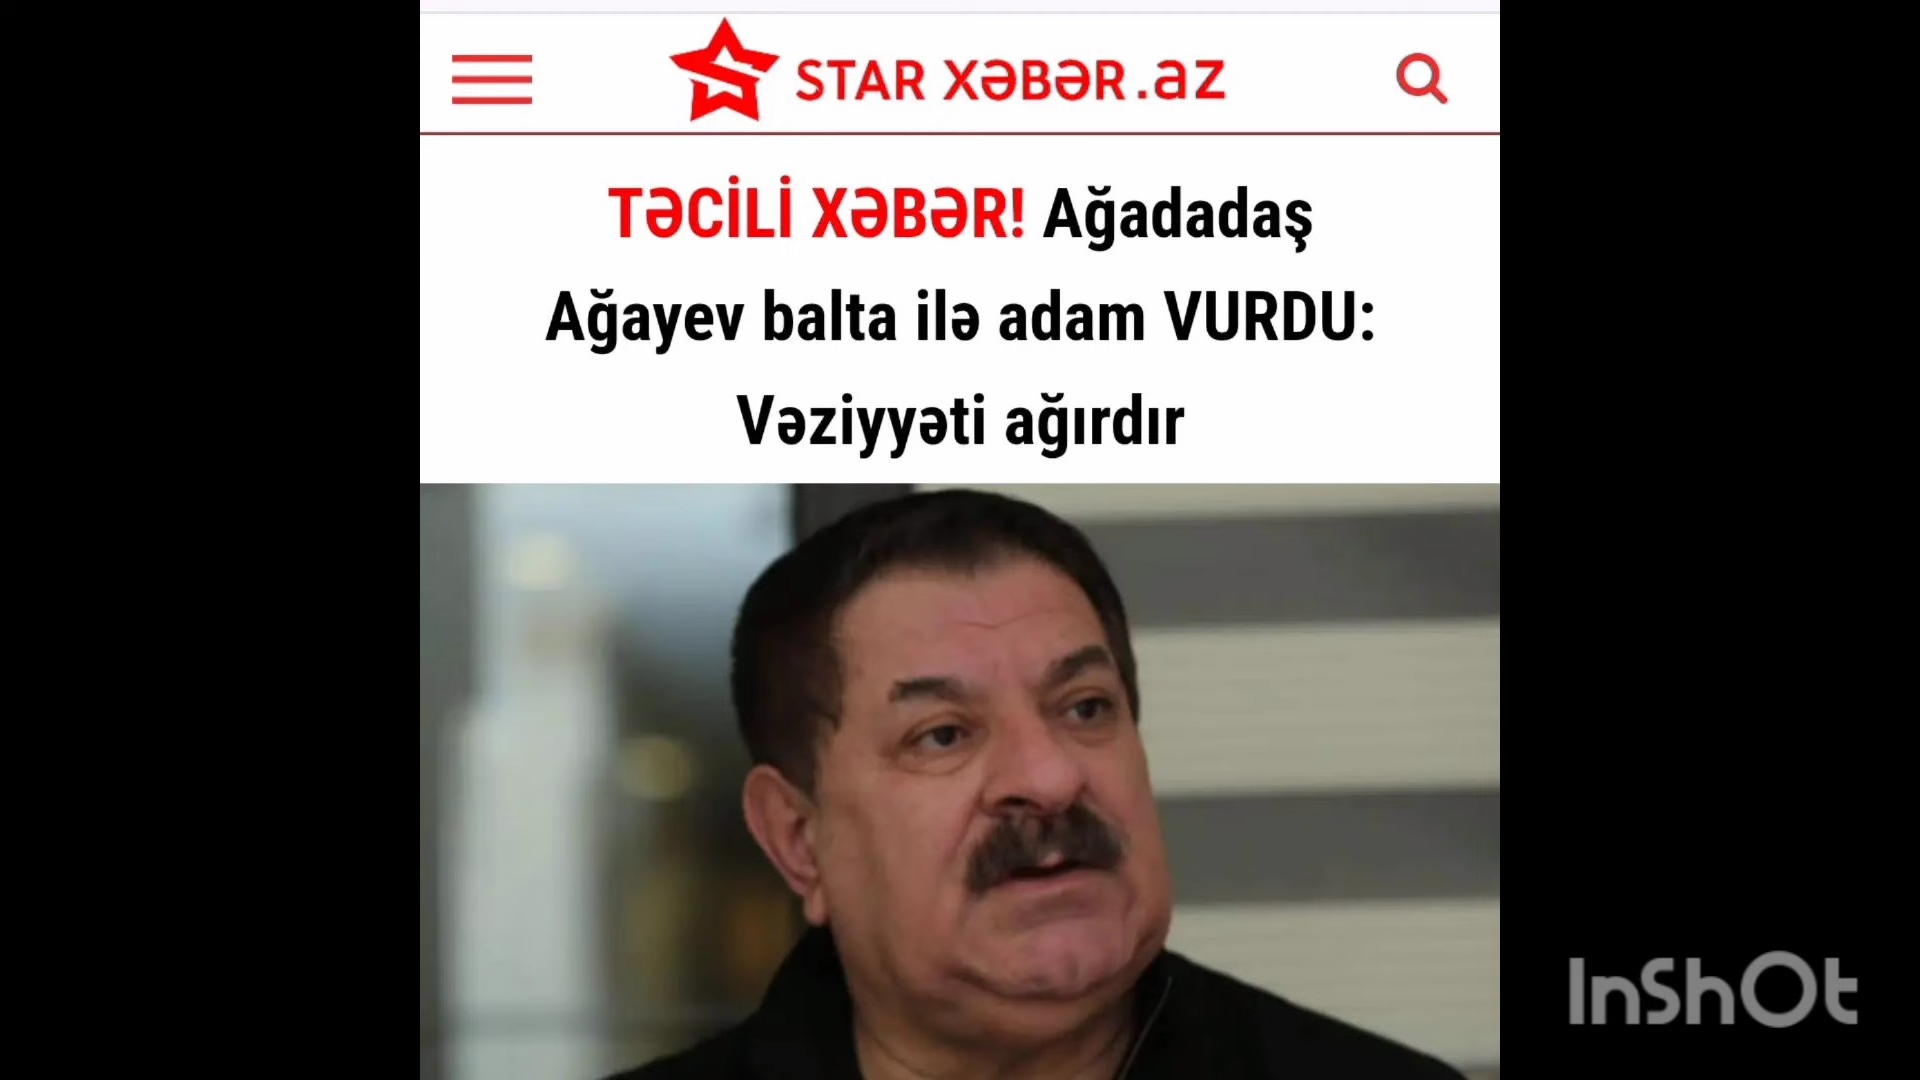 STAR XƏBƏR.az
TƏCİLİ XƏBƏR! Ağadadaş
Ağayev balta ilə adam VURDU:
Vəziyyəti ağırdır
InShOt